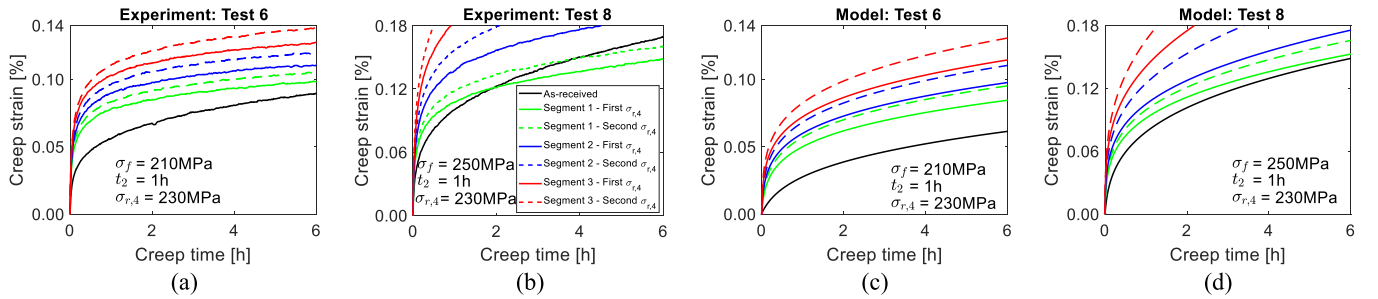 Experiment: Test 6
Creep strain [%]
0.14
0.10
0.05
0.00
σf = 210MPa
t2 = 1h
σr,4 = 230MPa
0
2
4
6
Creep time [h]
(a)
Experiment: Test 8
Creep strain [%]
0.18
0.12
0.06
0.00
σf = 250MPa
t2 = 1h
σr,4 = 230MPa
As-received
Segment 1 - First σr,4
Segment 1 - Second σr,4
Segment 2 - First σr,4
Segment 2 - Second σr,4
Segment 3 - First σr,4
Segment 3 - Second σr,4
0
2
4
6
Creep time [h]
(b)
Model: Test 6
Creep strain [%]
0.14
0.10
0.05
0.00
σf = 210MPa
t2 = 1h
σr,4 = 230MPa
0
2
4
6
Creep time [h]
(c)
Model: Test 8
Creep strain [%]
0.18
0.12
0.06
0.00
σf = 250MPa
t2 = 1h
σr,4 = 230MPa
0
2
4
6
Creep time [h]
(d)